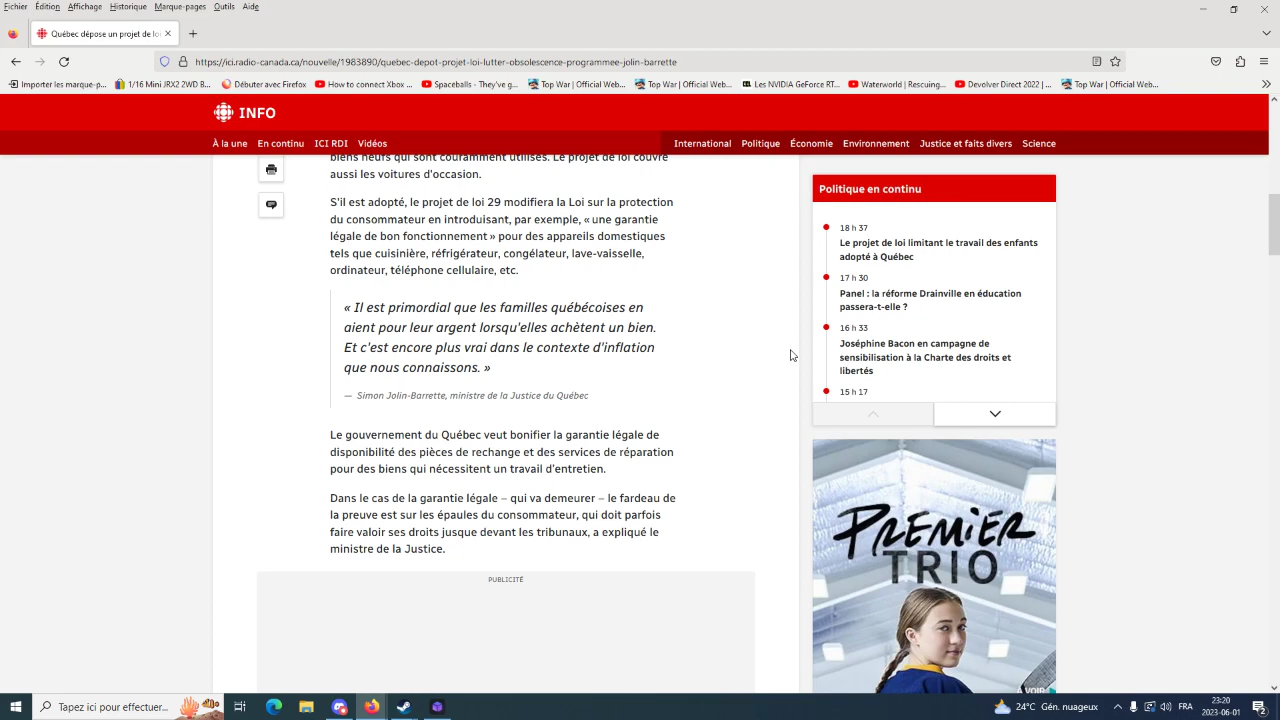 Fichier Édition Affichage Historique Marque-pages Outils Aide
Québec dépose un projet de loi
https://ici.radio-canada.ca/nouvelle/1983890/quebec-depot-projet-loi-lutter-obsolescence-programmee-jolin-barrette
Importer les marque-p... 1/16 Mini JRX2 2WD B... Débuter avec Firefox How to connect Xbox ... Spaceballs - They've g... Top War | Official Web... Top War | Official Web... Les NVIDIA GeForce RT... Waterworld | Rescuing... Devolver Direct 2022 | ... Top War | Official Web...
INFO
À la une En continu ICI RDI Vidéos International Politique Économie Environnement Justice et faits divers Science
biens neufs qui sont couramment utilisés. Le projet de loi couvre
aussi les voitures d'occasion.
S'il est adopté, le projet de loi 29 modifiera la Loi sur la protection
du consommateur en introduisant, par exemple, « une garantie
légale de bon fonctionnement » pour des appareils domestiques
tels que cuisinière, réfrigérateur, congélateur, lave-vaisselle,
ordinateur, téléphone cellulaire, etc.
« Il est primordial que les familles québécoises en
aient pour leur argent lorsqu'elles achètent un bien.
Et c'est encore plus vrai dans le contexte d'inflation
que nous connaissons. »
— Simon Jolin-Barrette, ministre de la Justice du Québec
Le gouvernement du Québec veut bonifier la garantie légale de
disponibilité des pièces de rechange et des services de réparation
pour des biens qui nécessitent un travail d'entretien.
Dans le cas de la garantie légale – qui va demeurer – le fardeau de
la preuve est sur les épaules du consommateur, qui doit parfois
faire valoir ses droits jusque devant les tribunaux, a expliqué le
ministre de la Justice.
PUBLICITÉ
Politique en continu
18 h 37
Le projet de loi limitant le travail des enfants
adopté à Québec
17 h 30
Panel : la réforme Drainville en éducation
passera-t-elle ?
16 h 33
Joséphine Bacon en campagne de
sensibilisation à la Charte des droits et
libertés
15 h 17
PREMIER
TRIO
À VOIR
Tapez ici pour effectuer...
24°C Gén. nuageux
FRA
23:20
2023-06-01
2